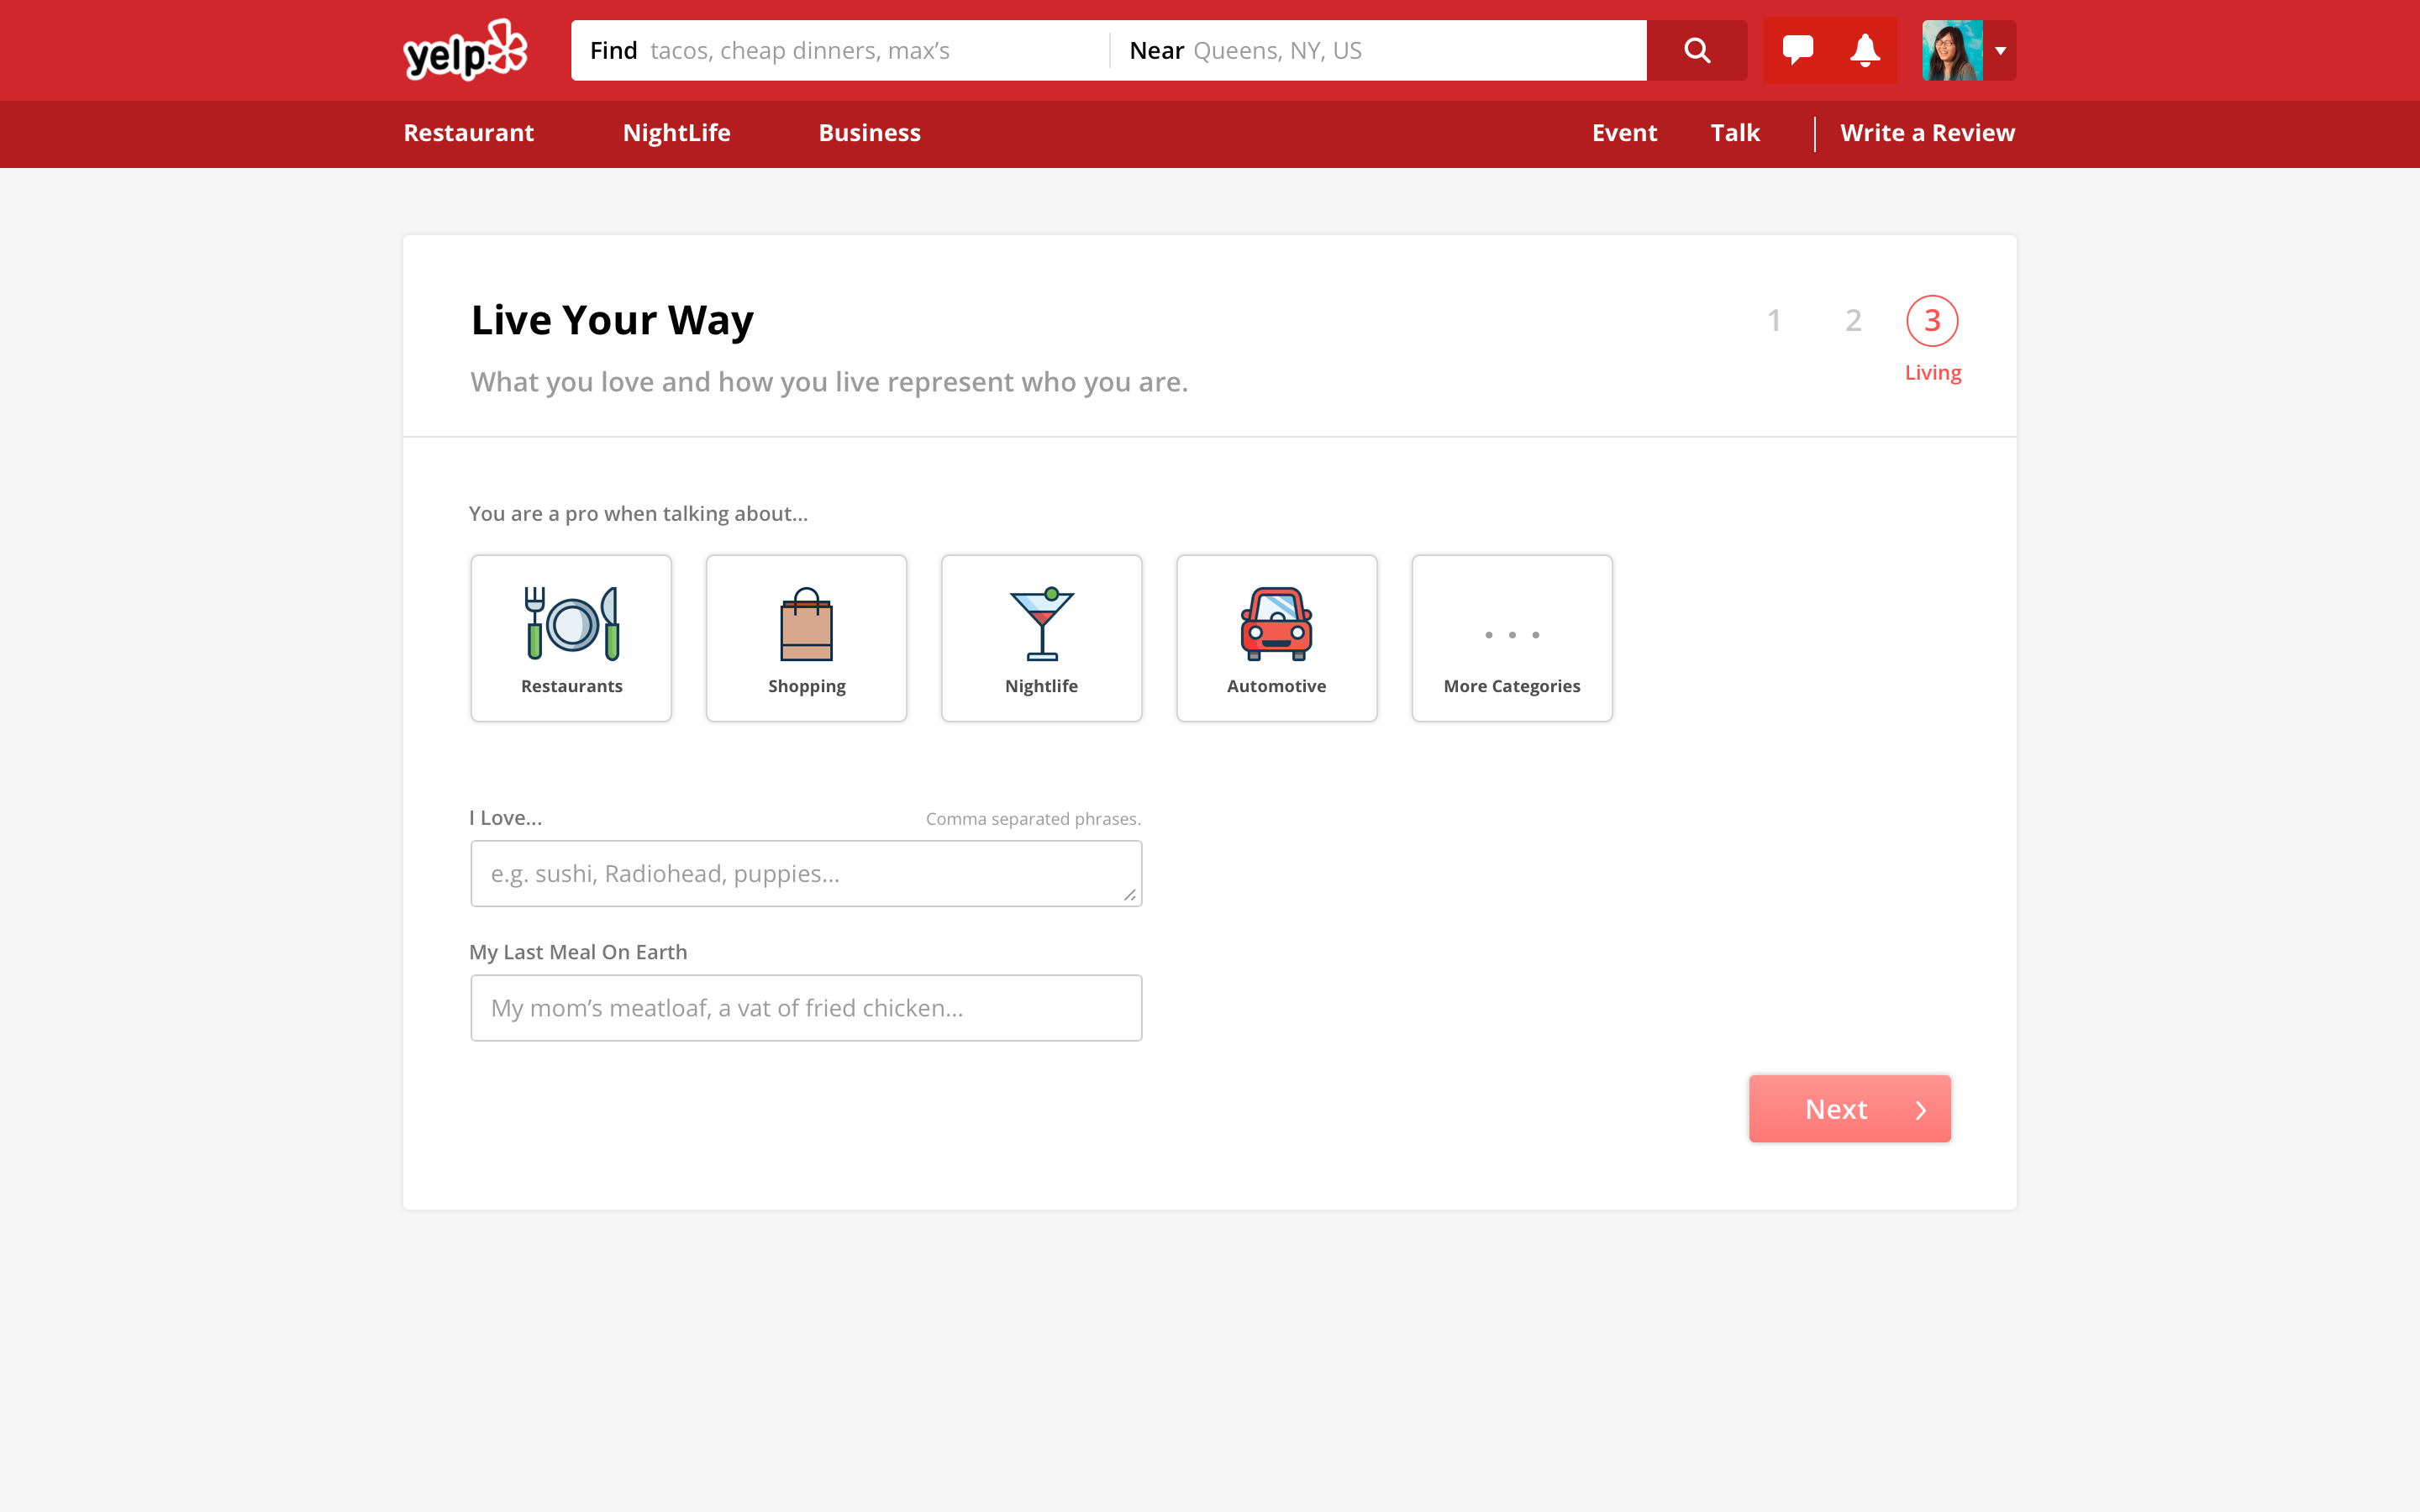 yelp
Find tacos, cheap dinners, max’s
Near Queens, NY, US
Restaurant NightLife Business Event Talk Write a Review
Live Your Way
What you love and how you live represent who you are.
1 2 3
Living
You are a pro when talking about...
Restaurants Shopping Nightlife Automotive More Categories
I Love... Comma separated phrases.
e.g. sushi, Radiohead, puppies...
My Last Meal On Earth
My mom’s meatloaf, a vat of fried chicken...
Next